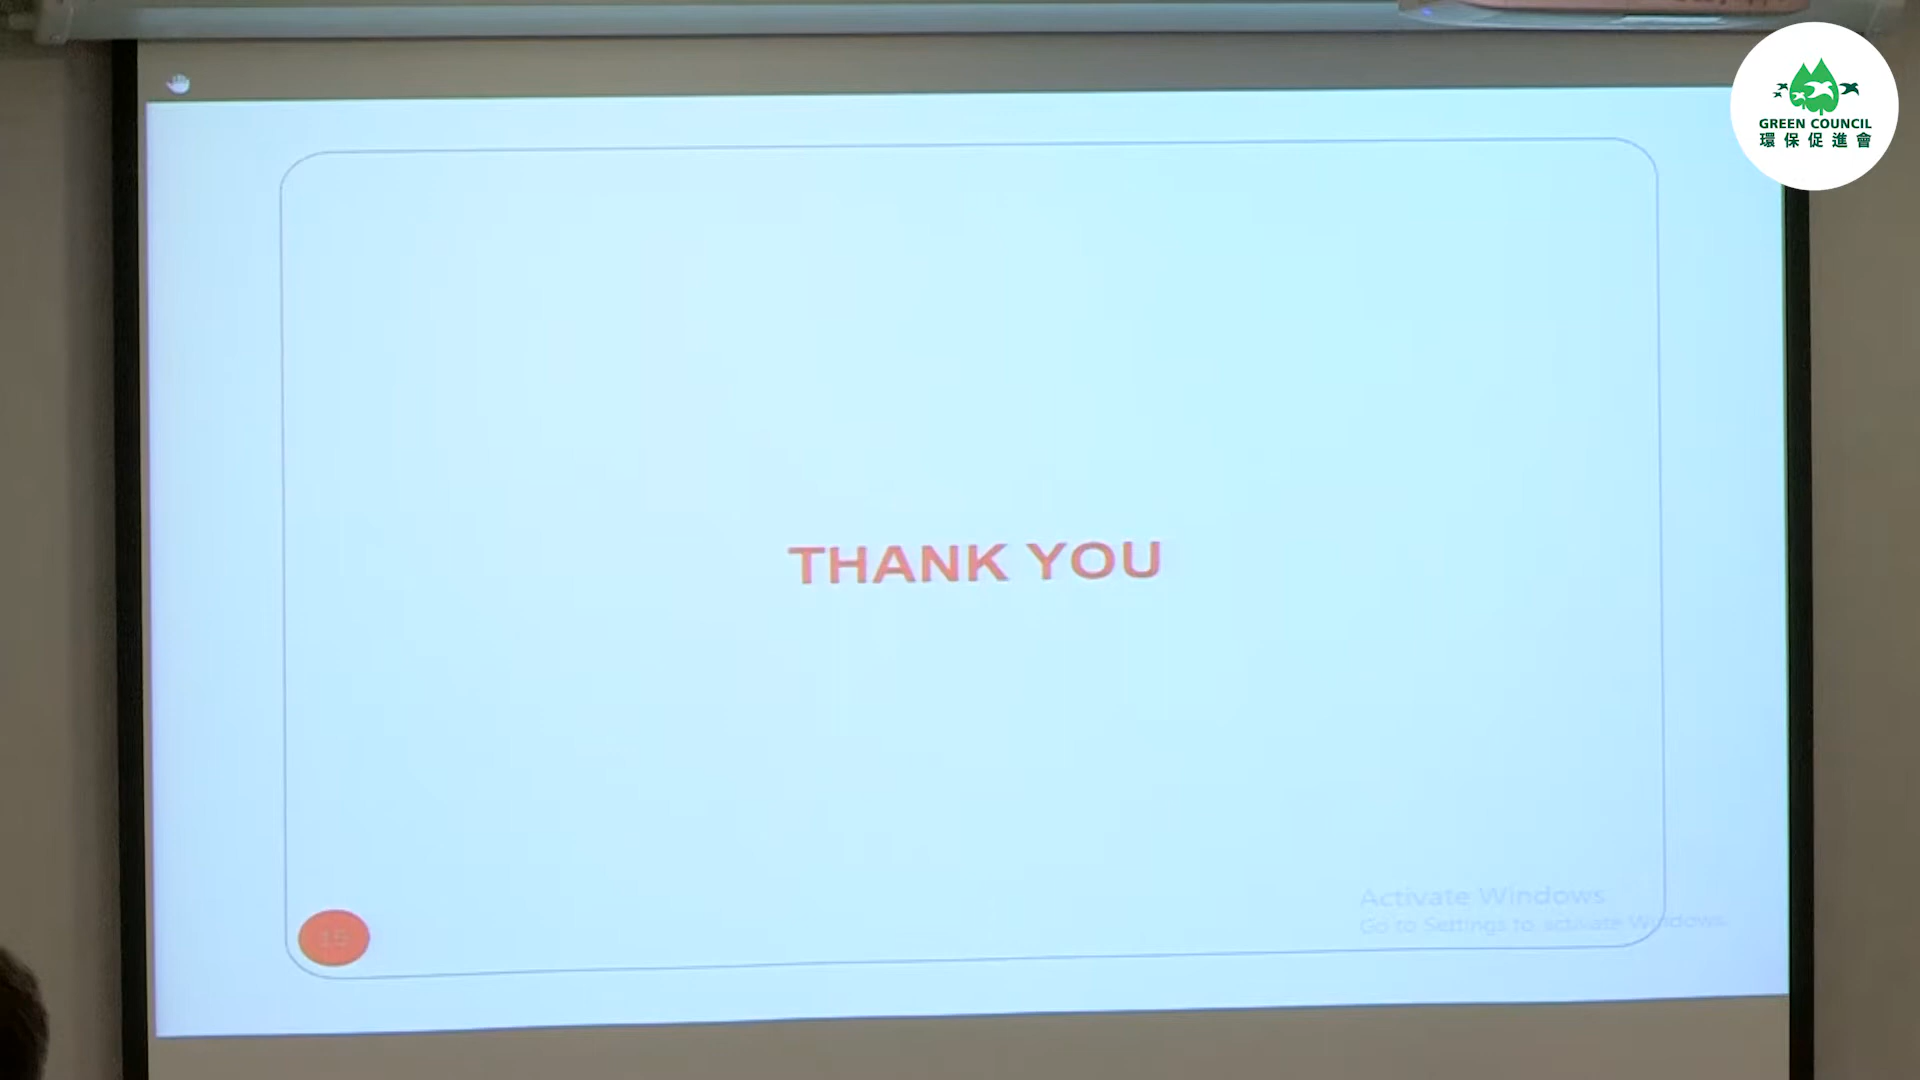 GREEN COUNCIL
環保促進會
THANK YOU
Activate Windows
Go to Settings to activate Windows.